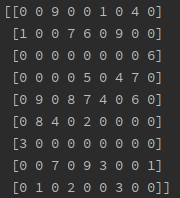 [[0 0 9 0 0 1 0 4 0]
[1 0 0 7 6 0 9 0 0]
[0 0 0 0 0 0 0 0 6]
[0 0 0 0 5 0 4 7 0]
[0 9 0 8 7 4 0 6 0]
[0 8 4 0 2 0 0 0 0]
[3 0 0 0 0 0 0 0 0]
[0 0 7 0 9 3 0 0 1]
[0 1 0 2 0 0 3 0 0]]